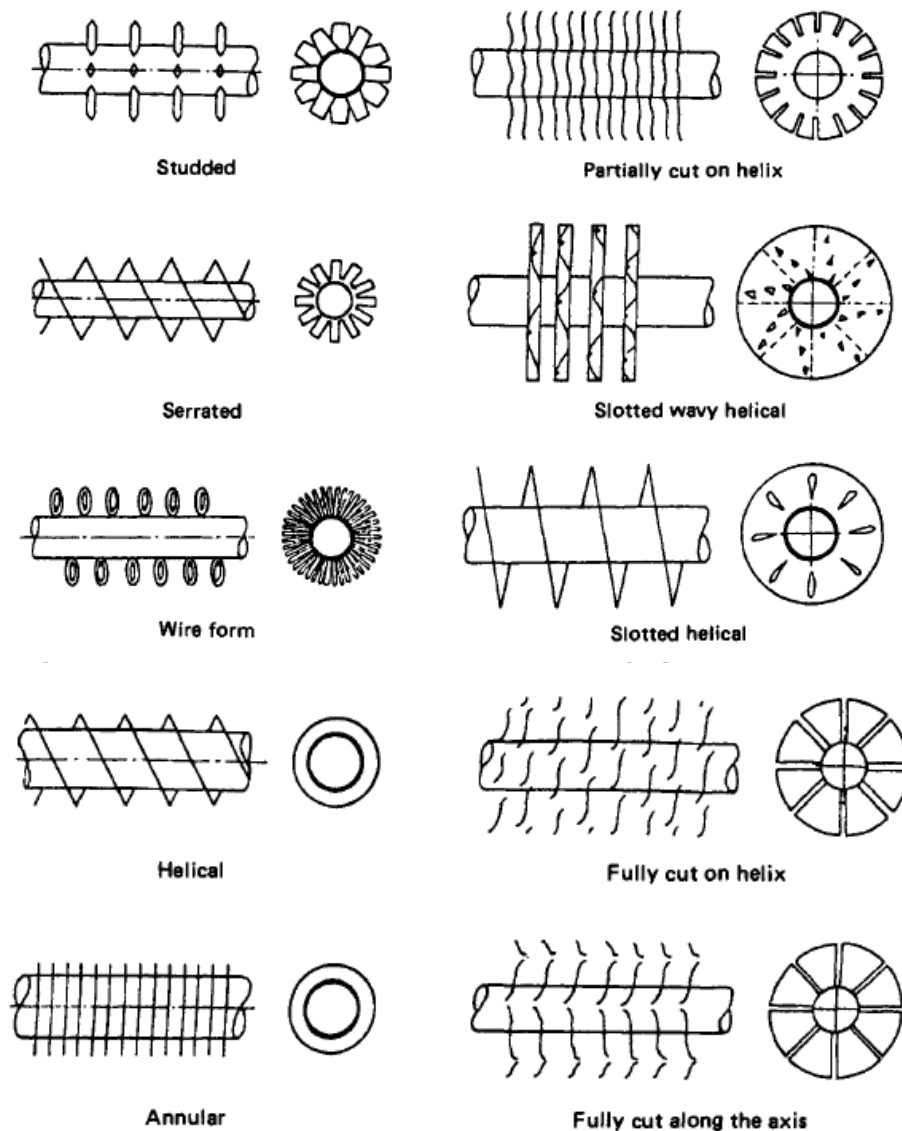 Studded
Partially cut on helix
Serrated
Slotted wavy helical
Wire form
Slotted helical
Helical
Fully cut on helix
Annular
Fully cut along the axis